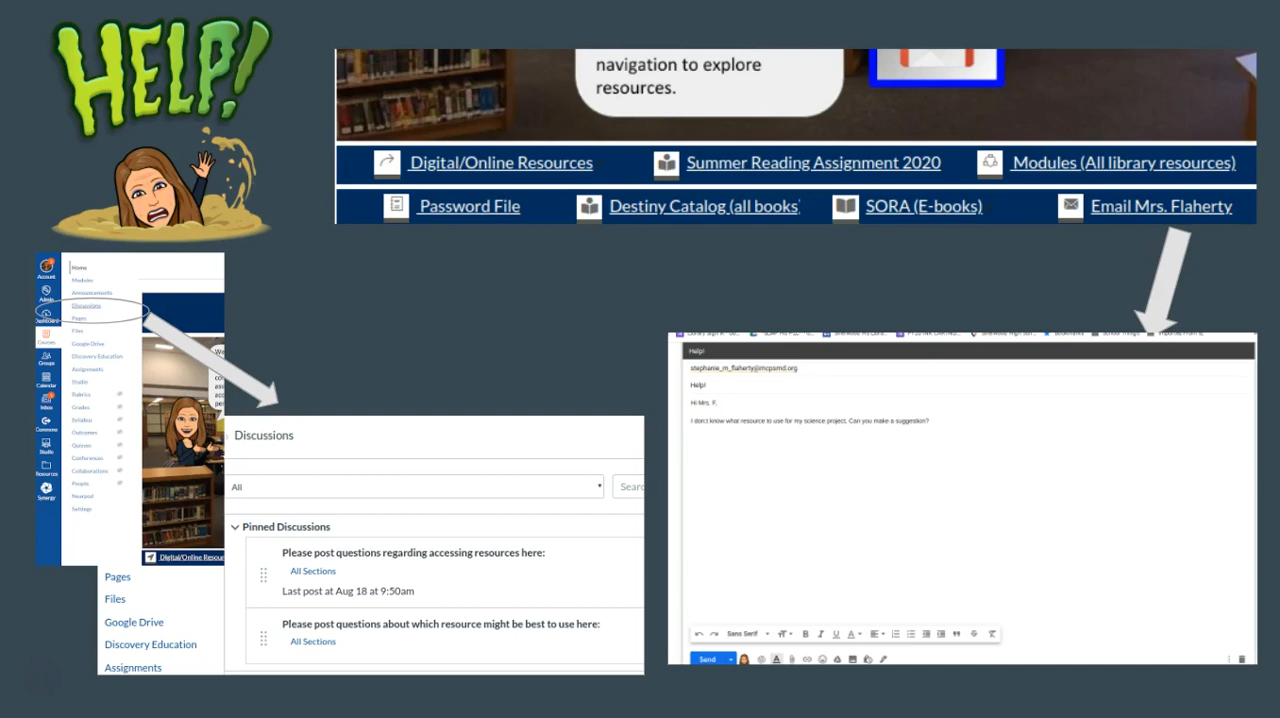 HELP!
navigation to explore
resources.
Digital/Online Resources
Summer Reading Assignment 2020
Modules (All library resources)
Password File
Destiny Catalog (all books
SORA (E-books)
Email Mrs. Flaherty
Account
Admin
Dashboard
Courses
Groups
Calendar
Inbox
Commons
Studio
Resources
Synergy
Home
Modules
Announcements
Discussions
Pages
Files
Google Drive
Discovery Education
Assignments
Studio
Rubrics
Grades
Syllabus
Outcomes
Quizzes
Conferences
Collaborations
People
Nearpod
Settings
Digital/Online Resour
Pages
Files
Google Drive
Discovery Education
Assignments
Discussions
All
Searc
Pinned Discussions
Please post questions regarding accessing resources here:
All Sections
Last post at Aug 18 at 9:50am
Please post questions about which resource might be best to use here:
All Sections
Help!
stephanie_m_flaherty@mcpsmd.org
Help!
Hi Mrs. F,
I don;t know what resource to use for my science project. Can you make a suggestion?
Sans Serif
Send